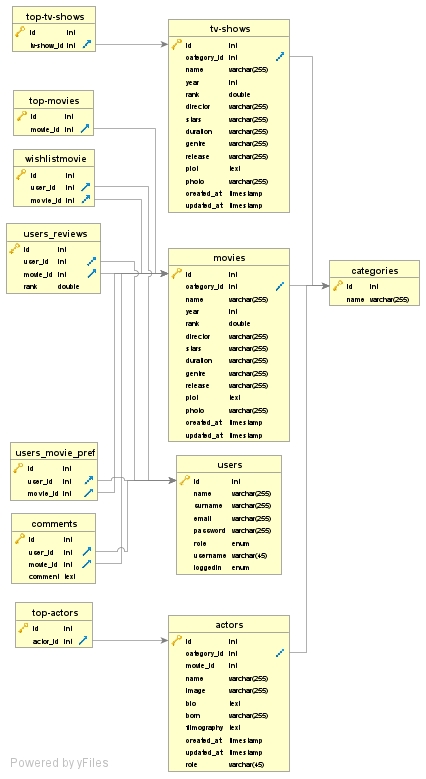 top-tv-shows
id int
tv-show_id int
top-movies
id int
movie_id int
wishlistmovie
id int
user_id int
movie_id int
users_reviews
id int
user_id int
movie_id int
rank double
users_movie_pref
id int
user_id int
movie_id int
comments
id int
user_id int
movie_id int
comment text
top-actors
id int
actor_id int
tv-shows
id int
category_id int
name varchar(255)
year int
rank double
director varchar(255)
stars varchar(255)
duration varchar(255)
genre varchar(255)
release varchar(255)
plot text
photo varchar(255)
created_at timestamp
updated_at timestamp
movies
id int
category_id int
name varchar(255)
year int
rank double
director varchar(255)
stars varchar(255)
duration varchar(255)
genre varchar(255)
release varchar(255)
plot text
photo varchar(255)
created_at timestamp
updated_at timestamp
users
id int
name varchar(255)
surname varchar(255)
email varchar(255)
password varchar(255)
role enum
username varchar(45)
loggedin enum
actors
id int
category_id int
movie_id int
name varchar(255)
image varchar(255)
bio text
born varchar(255)
filmography text
created_at timestamp
updated_at timestamp
role varchar(45)
categories
id int
name varchar(255)
Powered by yFiles